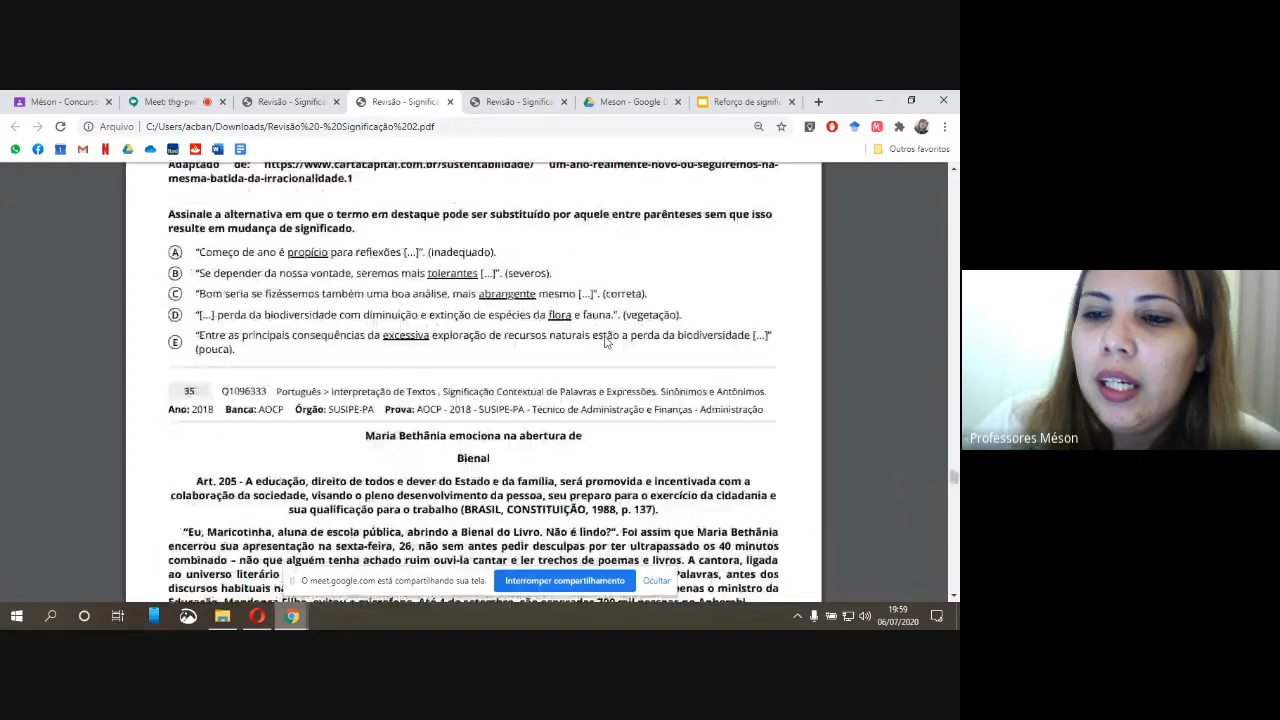 Méson - Concurso
Meet: thg-pw
Revisão - Significa
Revisão - Significa
Revisão - Significa
Meson - Google D
Reforço de signific
Arquivo
C:/Users/acban/Downloads/Revisão%20-%20Significação%202.pdf
Outros favoritos
Adaptado de: https://www.cartacapital.com.br/sustentabilidade/ um-ano-realmente-novo-ou-seguiremos-na-
mesma-batida-da-irracionalidade.1
Assinale a alternativa em que o termo em destaque pode ser substituído por aquele entre parênteses sem que isso
resulte em mudança de significado.
A "Começo de ano é propício para reflexões [...]". (inadequado).
B "Se depender da nossa vontade, seremos mais tolerantes [...]". (severos).
C "Bom seria se fizéssemos também uma boa análise, mais abrangente mesmo [...]". (correta).
D "[...] perda da biodiversidade com diminuição e extinção de espécies da flora e fauna.". (vegetação).
E "Entre as principais consequências da excessiva exploração de recursos naturais estão a perda da biodiversidade [...]"
(pouca).
35 Q1096333 Português > Interpretação de Textos , Significação Contextual de Palavras e Expressões. Sinônimos e Antônimos.
Ano: 2018 Banca: AOCP Órgão: SUSIPE-PA Prova: AOCP - 2018 - SUSIPE-PA - Técnico de Administração e Finanças - Administração
Maria Bethânia emociona na abertura de
Bienal
Art. 205 - A educação, direito de todos e dever do Estado e da família, será promovida e incentivada com a
colaboração da sociedade, visando o pleno desenvolvimento da pessoa, seu preparo para o exercício da cidadania e
sua qualificação para o trabalho (BRASIL, CONSTITUIÇÃO, 1988, p. 137).
"Eu, Maricotinha, aluna de escola pública, abrindo a Bienal do Livro. Não é lindo?". Foi assim que Maria Bethânia
encerrou sua apresentação na sexta-feira, 26, não sem antes pedir desculpas por ter ultrapassado os 40 minutos
combinado – não que alguém tenha achado ruim ouvi-la cantar e ler trechos de poemas e livros. A cantora, ligada
ao universo literário Palavras, antes dos
discursos habituais penas o ministro da
O meet.google.com está compartilhando sua tela.
Interromper compartilhamento
Ocultar
19:59
06/07/2020
Professores Méson